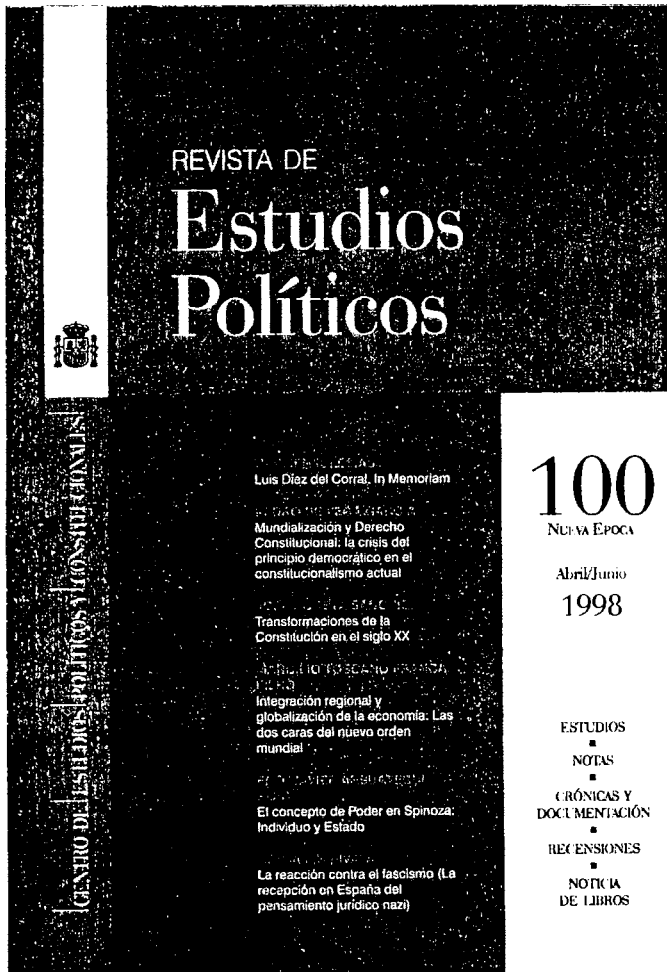 REVISTA DE
Estudios
Políticos
CENTRO DE ESTUDIOS POLITICOS Y CONSTITUCIONALES
Luis Díez del Corral, In Memoriam
Mundialización y Derecho
Constitucional: la crisis del
principio democrático en el
constitucionalismo actual
Transformaciones de la
Constitución en el siglo XX
Integración regional y
globalización de la economía: Las
dos caras del nuevo orden
mundial
El concepto de Poder en Spinoza:
Individuo y Estado
La reacción contra el fascismo (La
recepción en España del
pensamiento jurídico nazi)
100
NUEVA EPOCA
Abril/Junio
1998
ESTUDIOS
NOTAS
CRÓNICAS Y
DOCUMENTACIÓN
RECENSIONES
NOTICIA
DE LIBROS